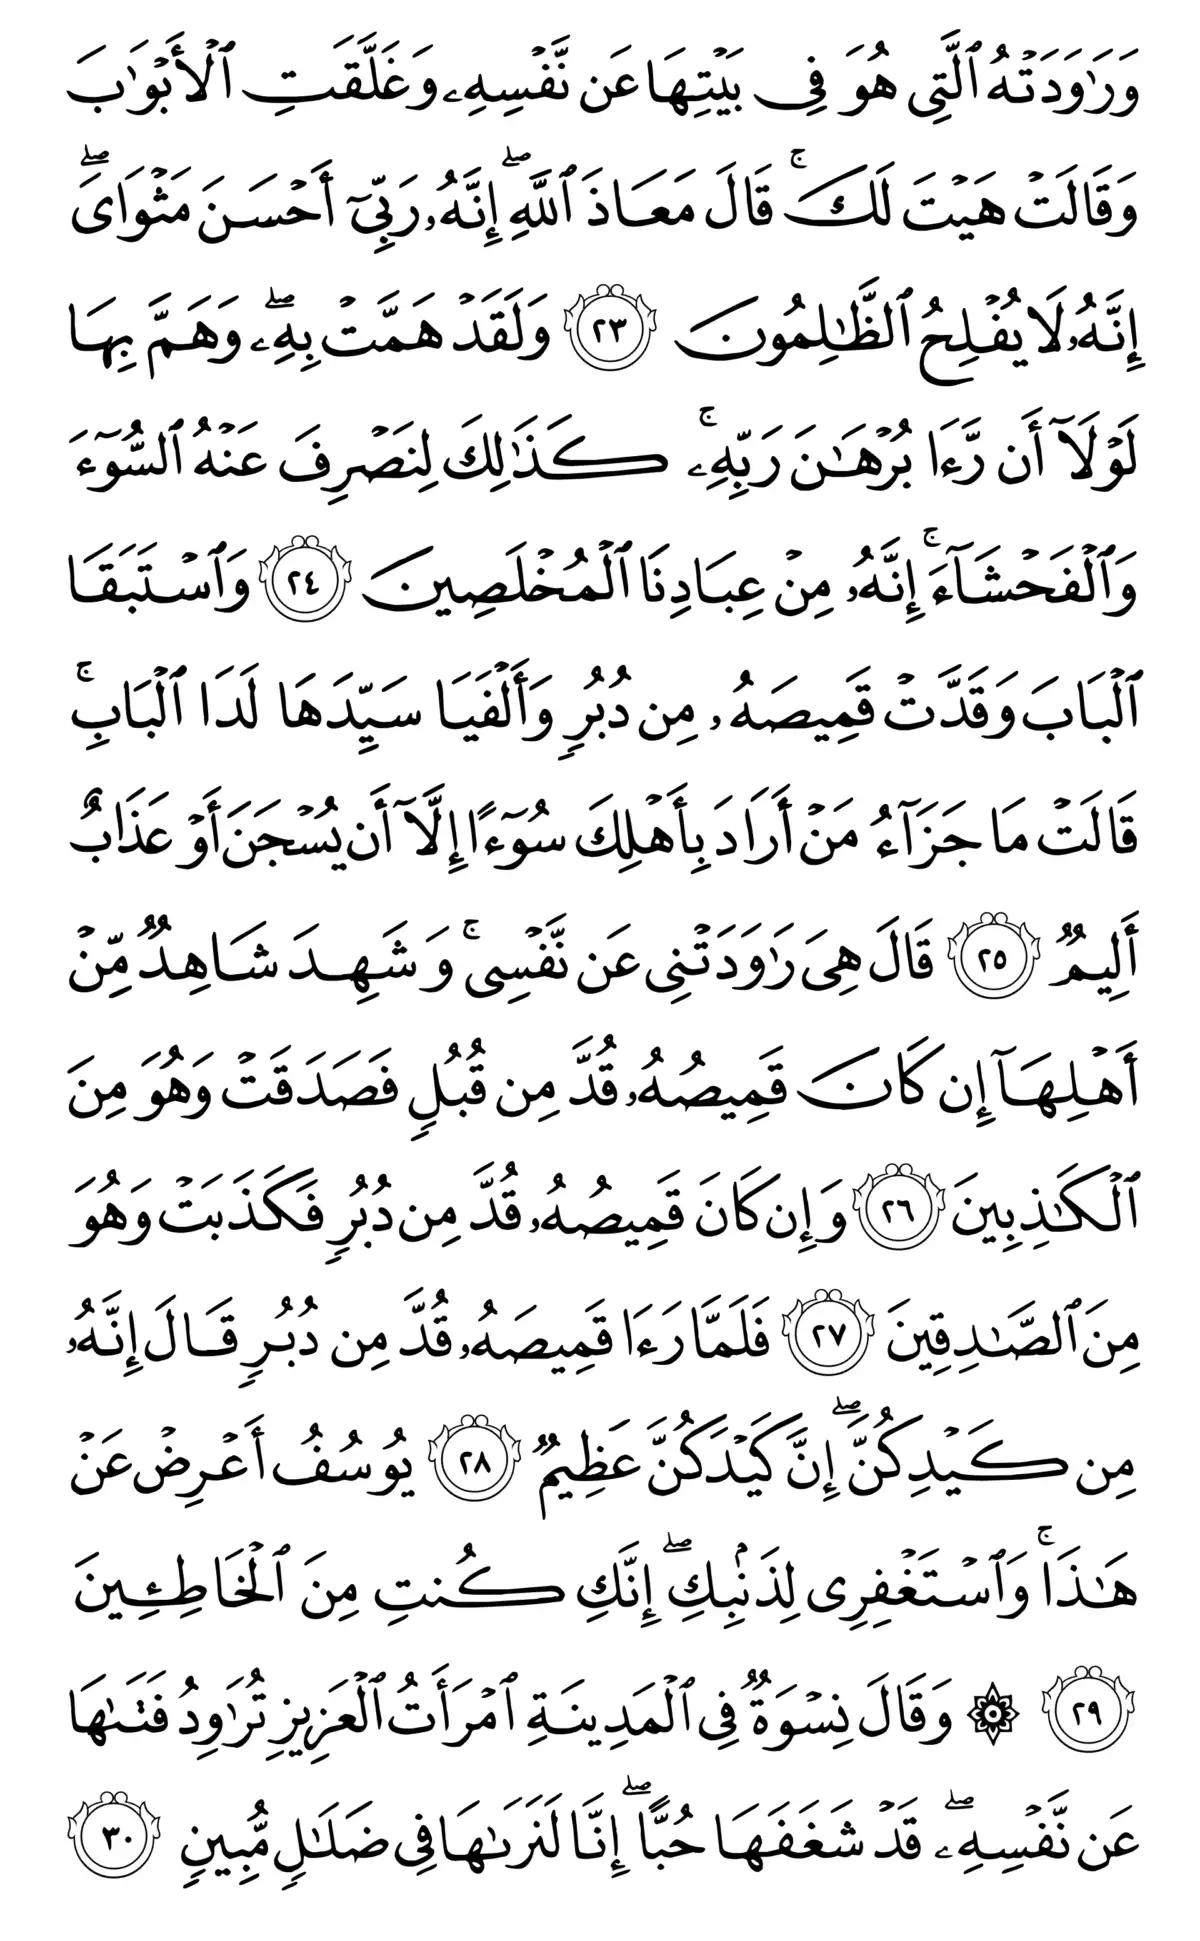 وَرَٰوَدَتۡهُ ٱلَّتِي هُوَ فِي بَيۡتِهَا عَن نَّفۡسِهِۦ وَغَلَّقَتِ ٱلۡأَبۡوَٰبَ
وَقَالَتۡ هَيۡتَ لَكَۚ قَالَ مَعَاذَ ٱللَّهِۖ إِنَّهُۥ رَبِّيٓ أَحۡسَنَ مَثۡوَايَۖ
إِنَّهُۥ لَا يُفۡلِحُ ٱلظَّٰلِمُونَ ٢٣ وَلَقَدۡ هَمَّتۡ بِهِۦۖ وَهَمَّ بِهَا
لَوۡلَآ أَن رَّءَا بُرۡهَٰنَ رَبِّهِۦۚ كَذَٰلِكَ لِنَصۡرِفَ عَنۡهُ ٱلسُّوٓءَ
وَٱلۡفَحۡشَآءَۚ إِنَّهُۥ مِنۡ عِبَادِنَا ٱلۡمُخۡلَصِينَ ٢٤ وَٱسۡتَبَقَا
ٱلۡبَابَ وَقَدَّتۡ قَمِيصَهُۥ مِن دُبُرٖ وَأَلۡفَيَا سَيِّدَهَا لَدَا ٱلۡبَابِۚ
قَالَتۡ مَا جَزَآءُ مَنۡ أَرَادَ بِأَهۡلِكَ سُوٓءًا إِلَّآ أَن يُسۡجَنَ أَوۡ عَذَابٌ
أَلِيمٞ ٢٥ قَالَ هِيَ رَٰوَدَتۡنِي عَن نَّفۡسِيۚ وَشَهِدَ شَاهِدٞ مِّنۡ
أَهۡلِهَآ إِن كَانَ قَمِيصُهُۥ قُدَّ مِن قُبُلٖ فَصَدَقَتۡ وَهُوَ مِنَ
ٱلۡكَٰذِبِينَ ٢٦ وَإِن كَانَ قَمِيصُهُۥ قُدَّ مِن دُبُرٖ فَكَذَبَتۡ وَهُوَ
مِنَ ٱلصَّٰدِقِينَ ٢٧ فَلَمَّا رَءَا قَمِيصَهُۥ قُدَّ مِن دُبُرٖ قَالَ إِنَّهُۥ
مِن كَيۡدِكُنَّۖ إِنَّ كَيۡدَكُنَّ عَظِيمٞ ٢٨ يُوسُفُ أَعۡرِضۡ عَنۡ
هَٰذَاۚ وَٱسۡتَغۡفِرِي لِذَنۢبِكِۖ إِنَّكِ كُنتِ مِنَ ٱلۡخَاطِـِٔينَ
٢٩ ۞ وَقَالَ نِسۡوَةٞ فِي ٱلۡمَدِينَةِ ٱمۡرَأَتُ ٱلۡعَزِيزِ تُرَٰوِدُ فَتَىٰهَا
عَن نَّفۡسِهِۦۖ قَدۡ شَغَفَهَا حُبًّاۖ إِنَّا لَنَرَىٰهَا فِي ضَلَٰلٖ مُّبِينٖ ٣٠